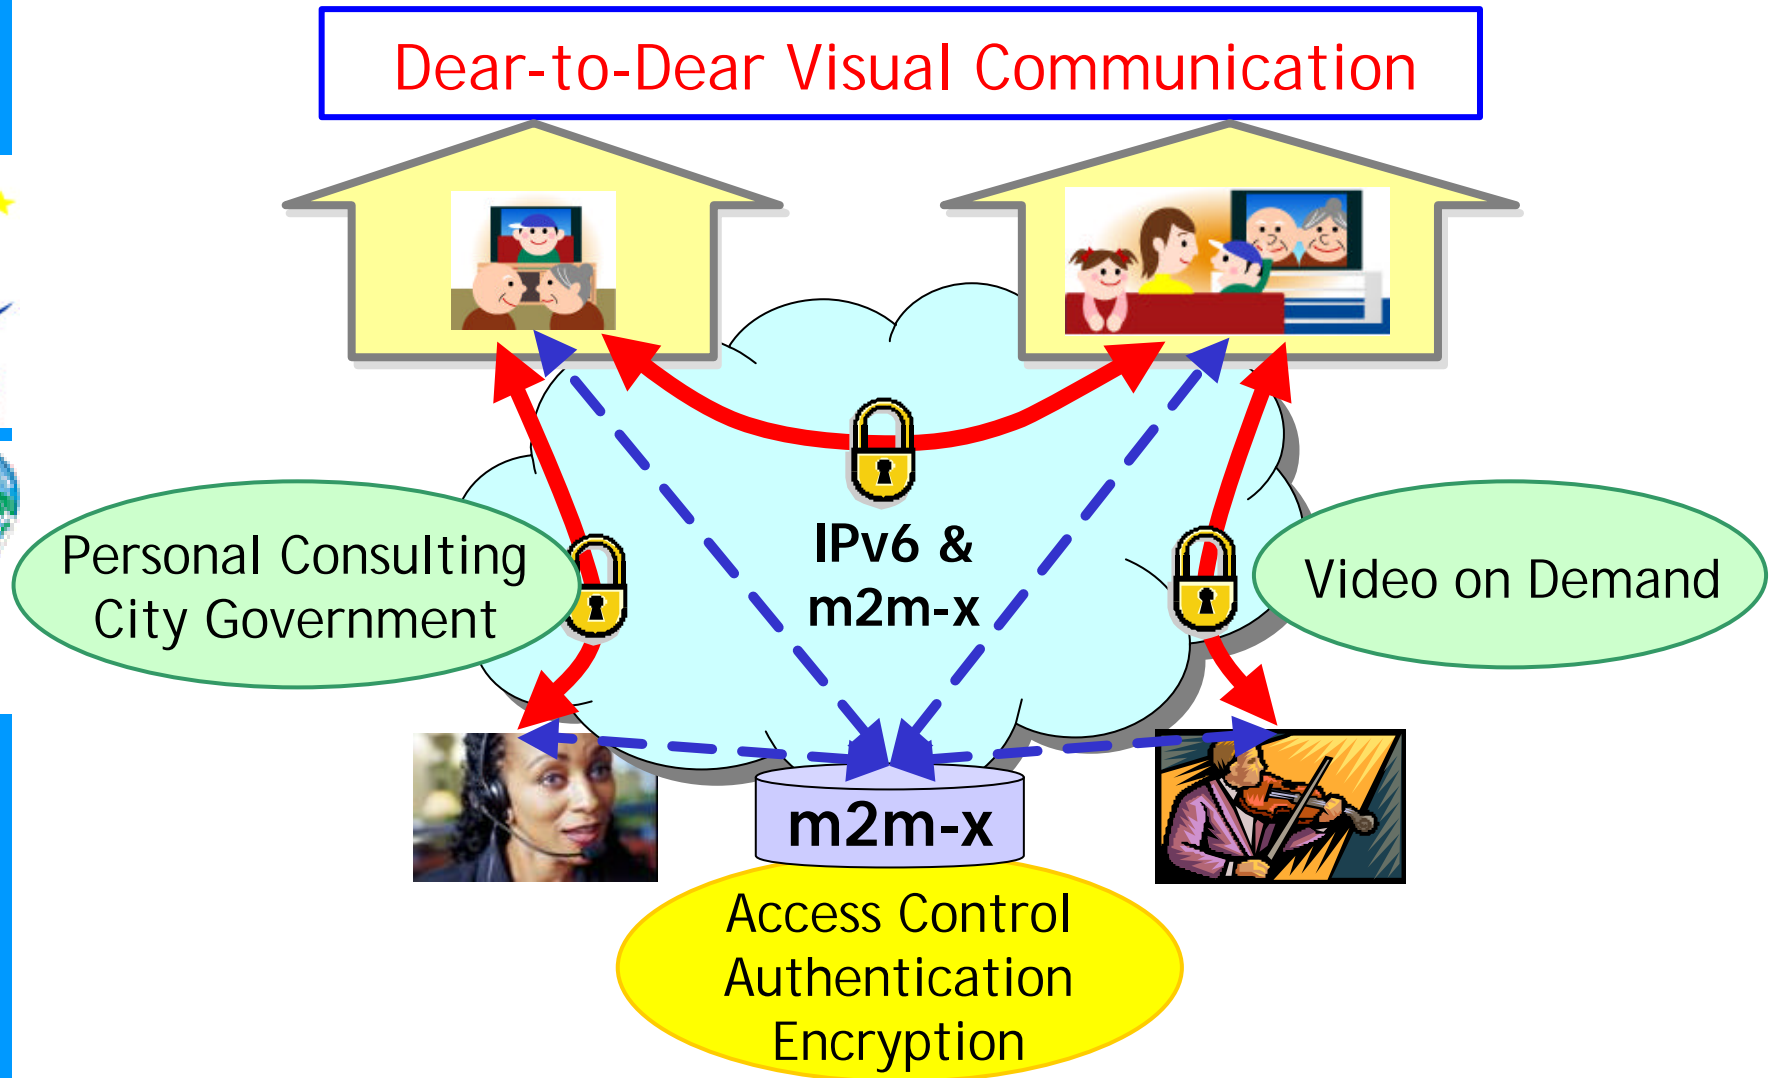 Dear-to-Dear Visual Communication
IPv6 &
m2m-x
Personal Consulting
City Government
Video on Demand
m2m-x
Access Control
Authentication
Encryption